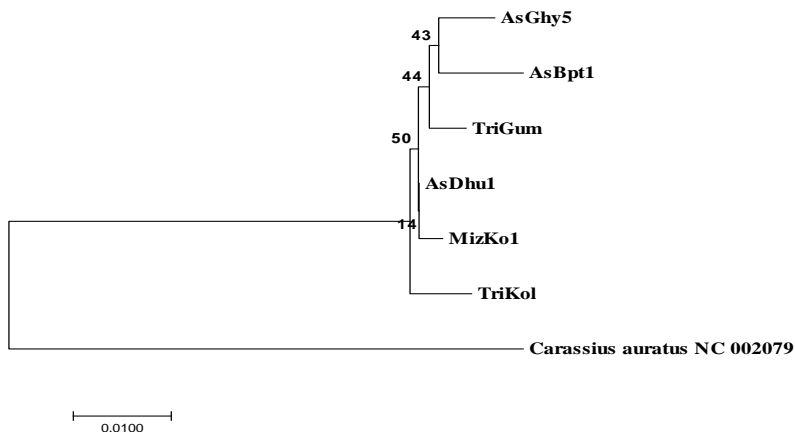 43
AsGhy5
AsBpt1
44
TriGum
50
AsDhu1
14
MizKo1
TriKol
Carassius auratus NC 002079
0.0100